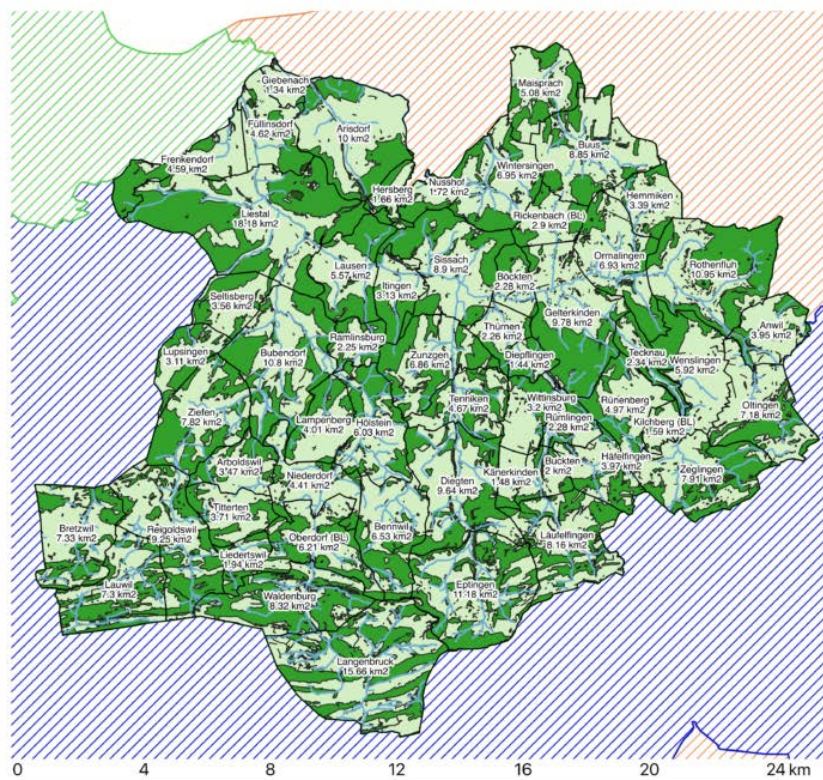 Giebenach
1.34 km2
Füllinsdorf
4.62 km2
Arisdorf
10 km2
Frenkendorf
4.59 km2
Hersberg
1.66 km2
Nusshof
1.72 km2
Maisprach
5.08 km2
Buus
8.85 km2
Wintersingen
6.95 km2
Hemmiken
3.39 km2
Rickenbach (BL)
2.9 km2
Liestal
18.18 km2
Lausen
5.57 km2
Itingen
3.13 km2
Sissach
8.9 km2
Böckten
2.28 km2
Ormalingen
6.93 km2
Rothenfluh
10.95 km2
Seltisberg
3.56 km2
Gelterkinden
9.78 km2
Anwil
3.95 km2
Lupsingen
3.11 km2
Bubendorf
10.8 km2
Ramlinsburg
2.25 km2
Zunzgen
6.86 km2
Thürnen
2.26 km2
Diepflingen
1.44 km2
Tecknau
2.34 km2
Wenslingen
5.92 km2
Ziefen
7.82 km2
Lampenberg
4.01 km2
Hölstein
6.03 km2
Tenniken
4.67 km2
Wittinsburg
3.2 km2
Rümlingen
2.28 km2
Rünenberg
4.97 km2
Kilchberg (BL)
1.59 km2
Oltingen
7.18 km2
Arboldswil
3.47 km2
Niederdorf
4.41 km2
Diegten
9.64 km2
Känerkinden
1.48 km2
Buckten
2 km2
Häfelfingen
3.97 km2
Zeglingen
7.91 km2
Bretzwil
7.33 km2
Reigoldswil
9.25 km2
Titterten
3.71 km2
Liedertswil
1.94 km2
Oberdorf (BL)
6.21 km2
Bennwil
6.53 km2
Läufelfingen
8.16 km2
Lauwil
7.3 km2
Waldenburg
8.32 km2
Eptingen
11.18 km2
Langenbruck
15.66 km2
0 4 8 12 16 20 24 km